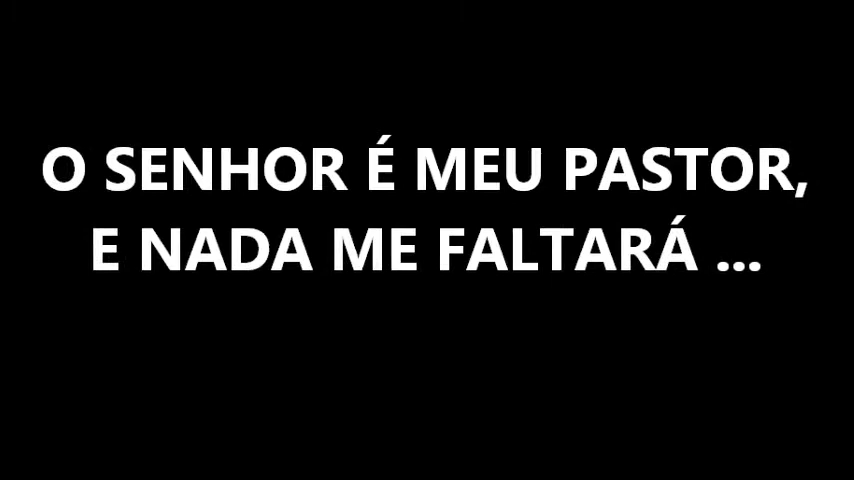 O SENHOR É MEU PASTOR,
E NADA ME FALTARÁ ...